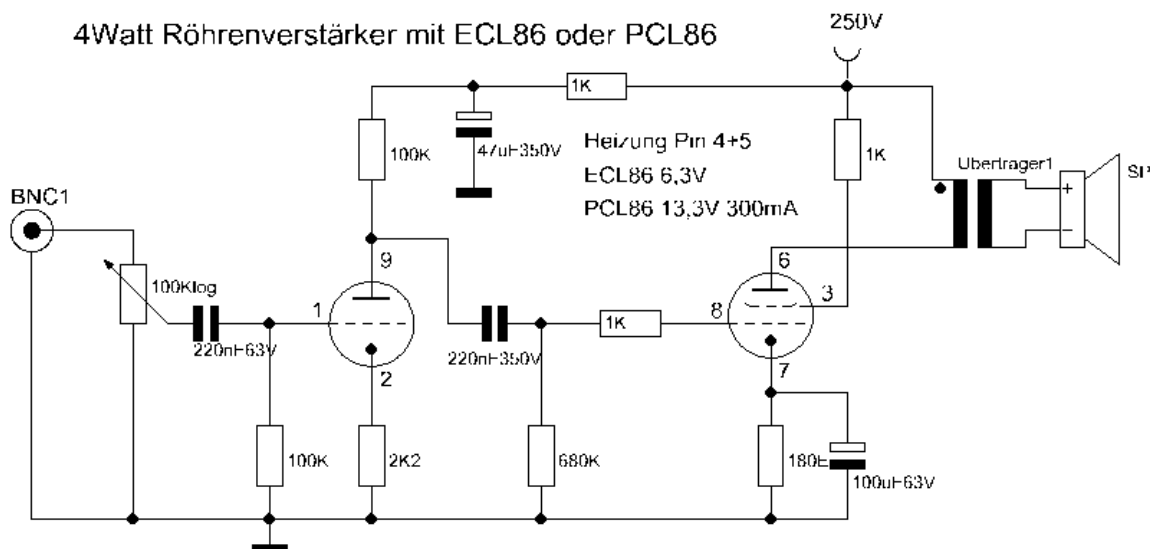 4Watt Röhrenverstärker mit ECL86 oder PCL86
250V
1K
100K
47uF350V
Heizung Pin 4+5
ECL86 6,3V
PCL86 13,3V 300mA
1K
Übertrager1
SP
+
−
BNC1
100Klog
220nF63V
9
1
2
220nF350V
1K
6
3
8
7
100K
2K2
680K
180E
100uF63V